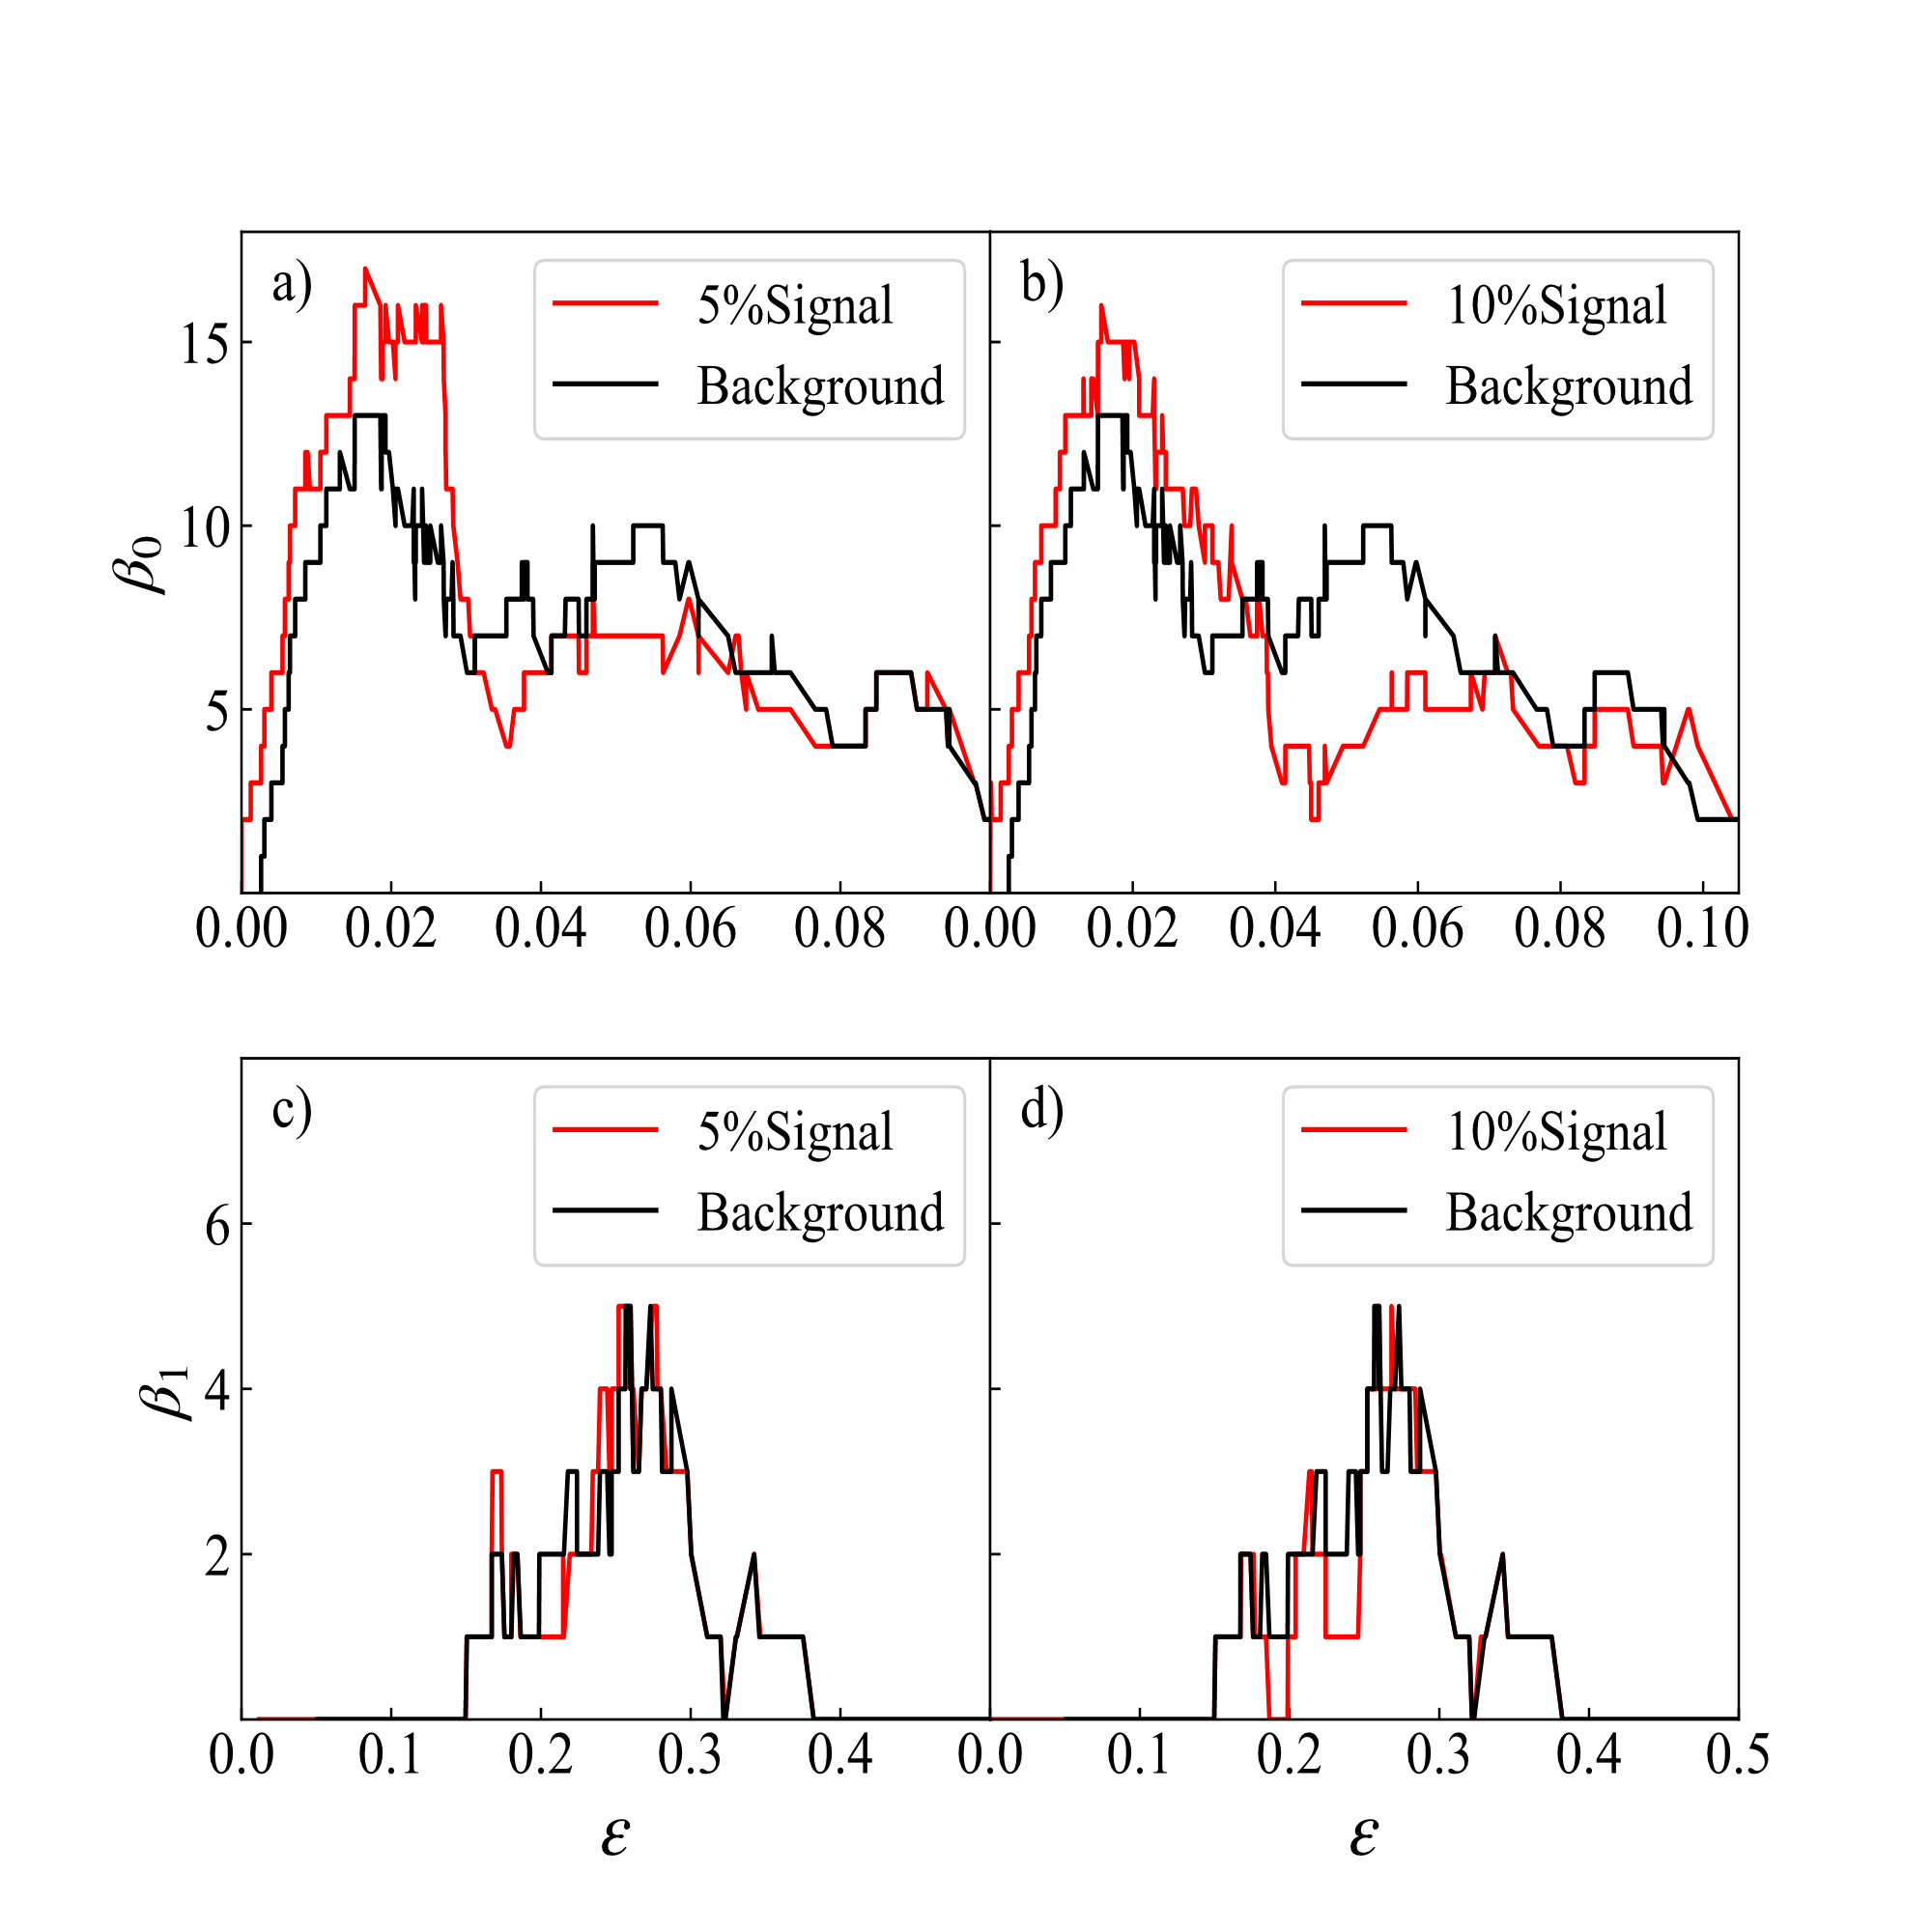 a)
5%Signal
Background
b)
10%Signal
Background
β0
15
10
5
0.00 0.02 0.04 0.06 0.08 0.00 0.02 0.04 0.06 0.08 0.10
c)
5%Signal
Background
d)
10%Signal
Background
β1
6
4
2
0.0 0.1 0.2 0.3 0.4 0.0 0.1 0.2 0.3 0.4 0.5
ε ε